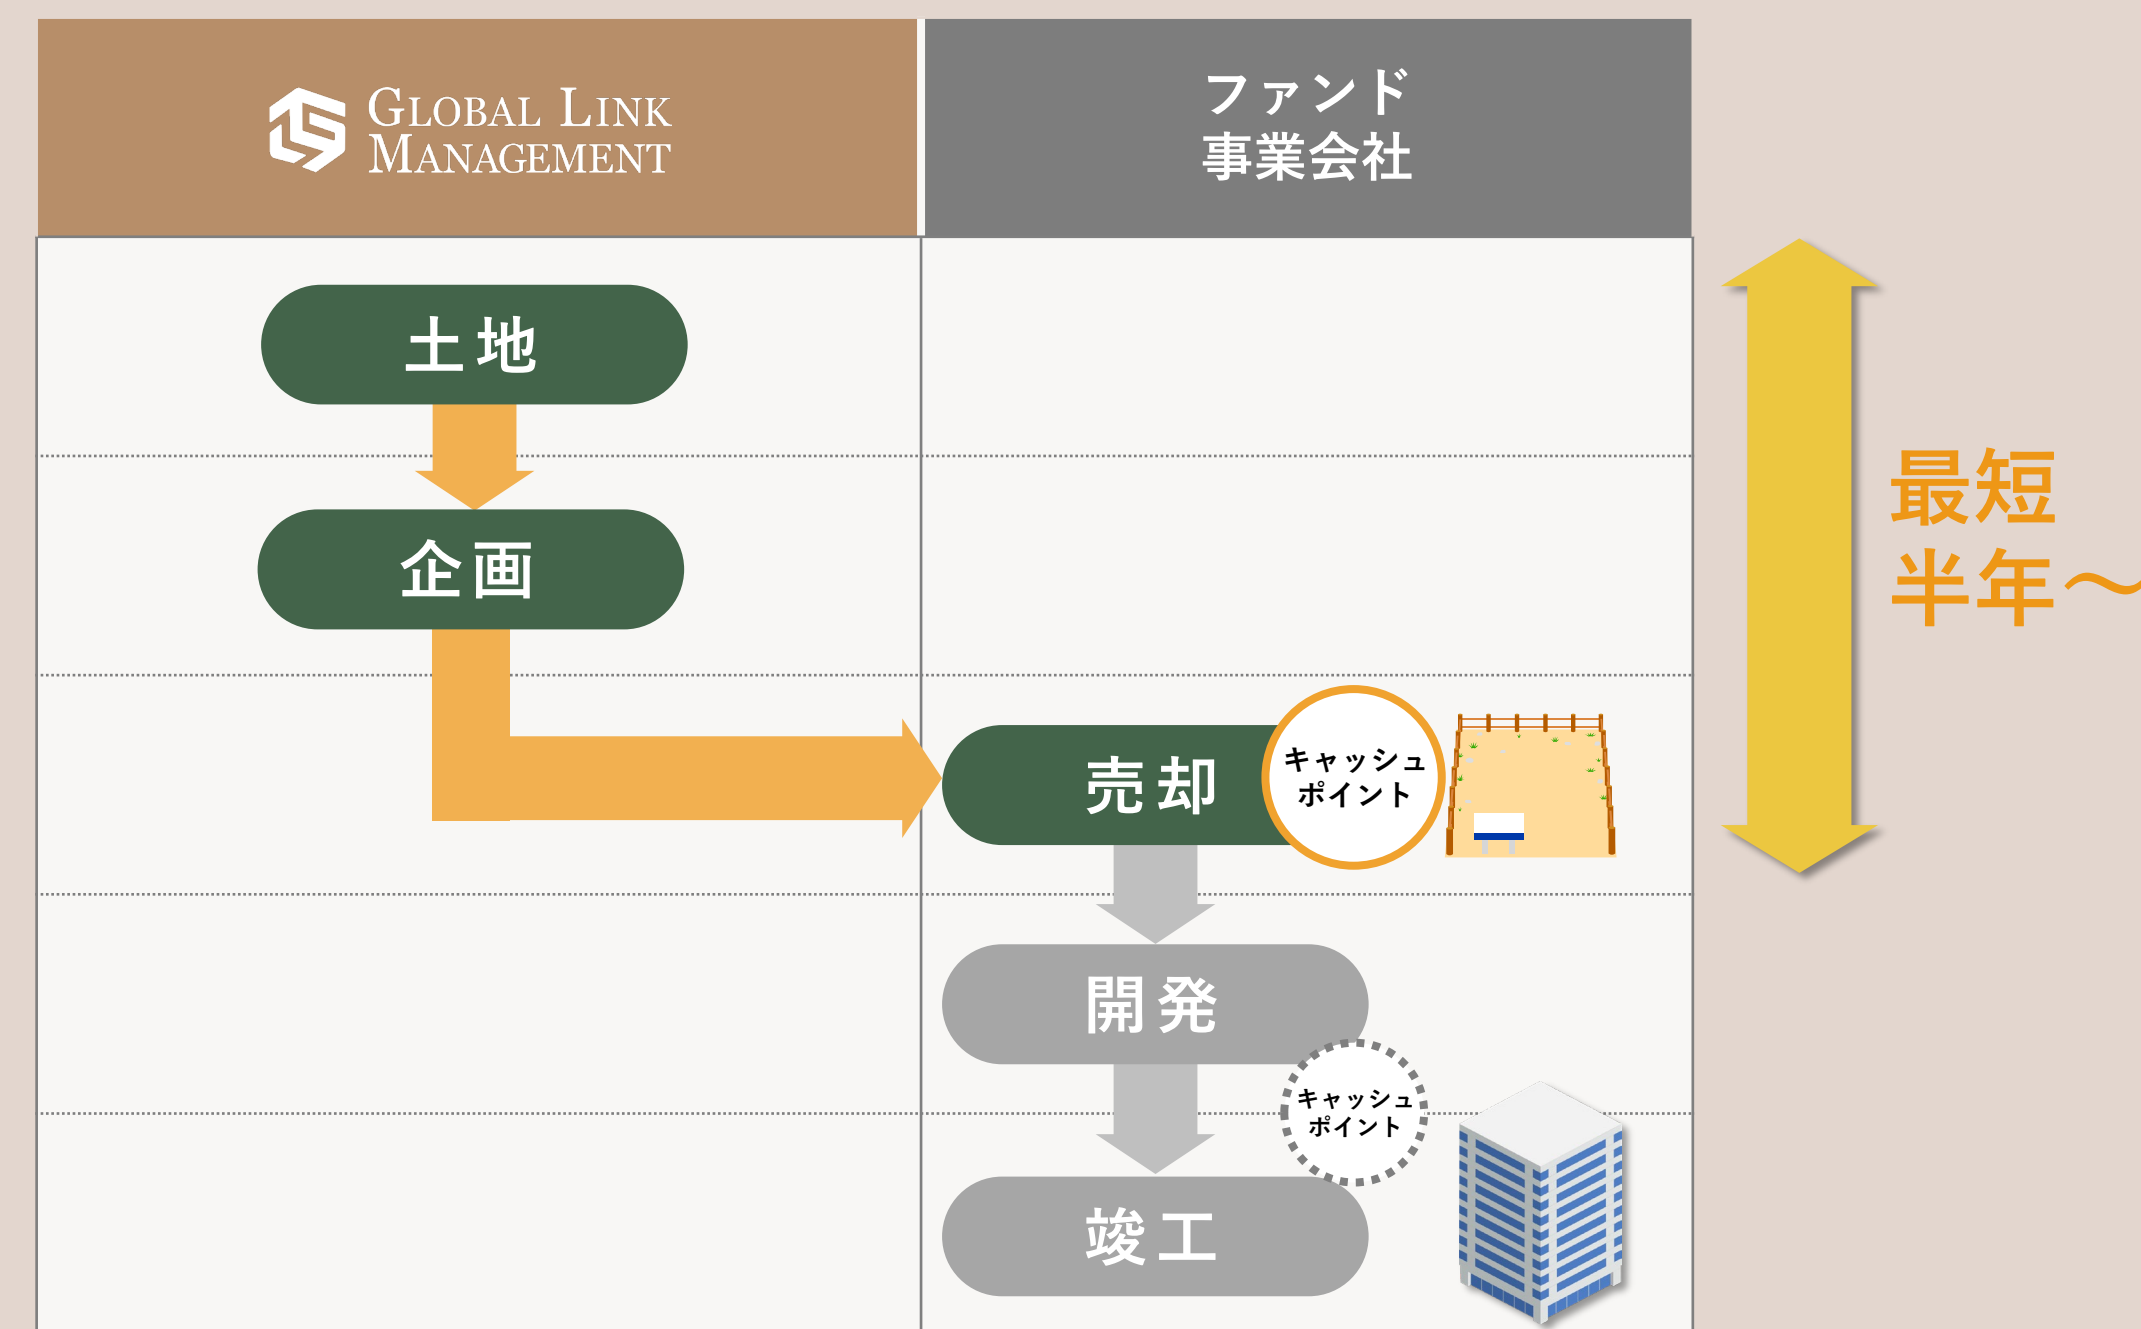 GLOBAL LINK
MANAGEMENT
ファンド
事業会社
土地
企画
最短
半年～
売却
キャッシュ
ポイント
開発
キャッシュ
ポイント
竣工